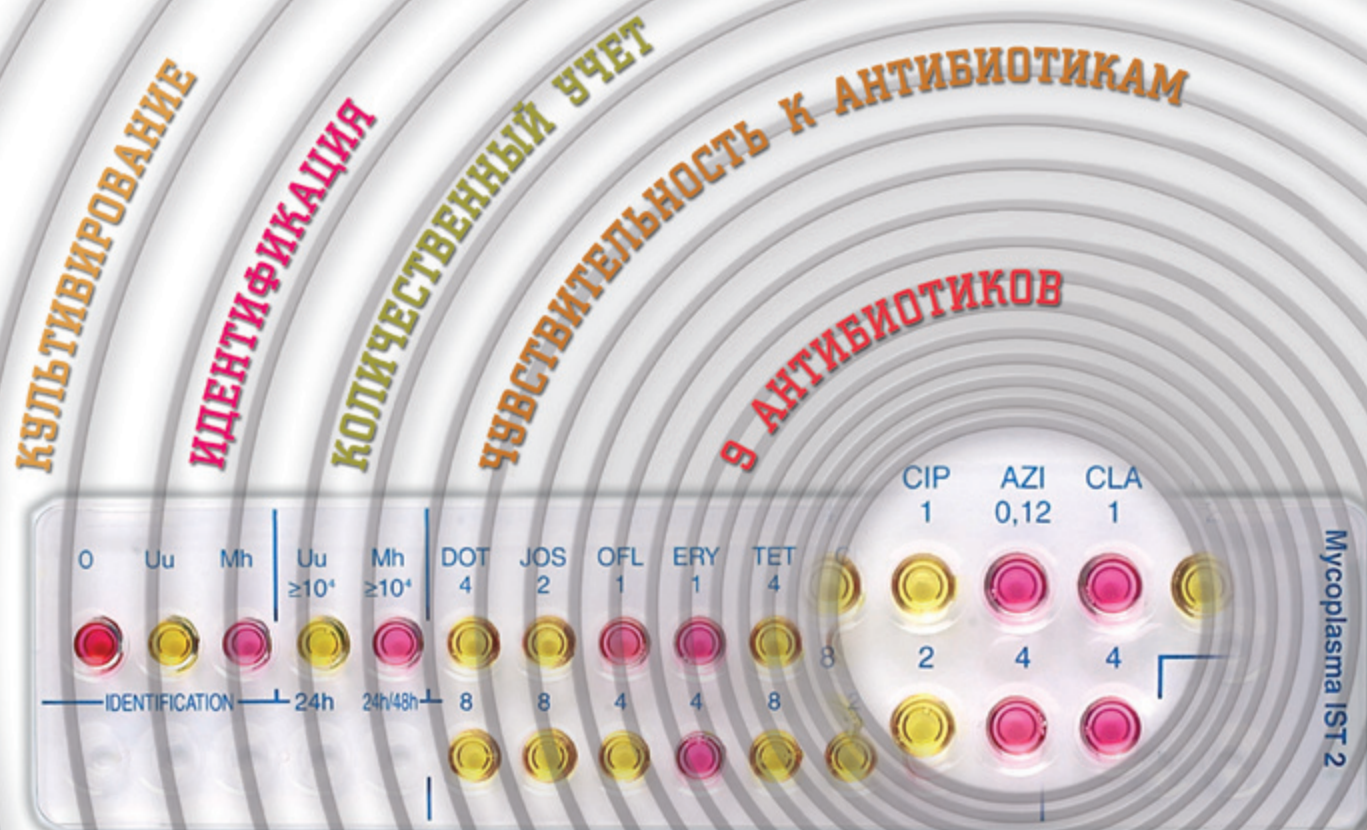 КУЛЬТИВИРОВАНИЕ
ИДЕНТИФИКАЦИЯ
КОЛИЧЕСТВЕННЫЙ УЧЕТ
ЧУВСТВИТЕЛЬНОСТЬ К АНТИБИОТИКАМ
9 АНТИБИОТИКОВ
CIP AZI CLA
1 0,12 1
0 Uu Mh Uu Mh DOT JOS OFL ERY TET
≥10⁴ ≥10⁴ 4 2 1 1 4
8 2 4 4
IDENTIFICATION 24h 24h/48h 8 8 4 4 8
Mycoplasma IST 2